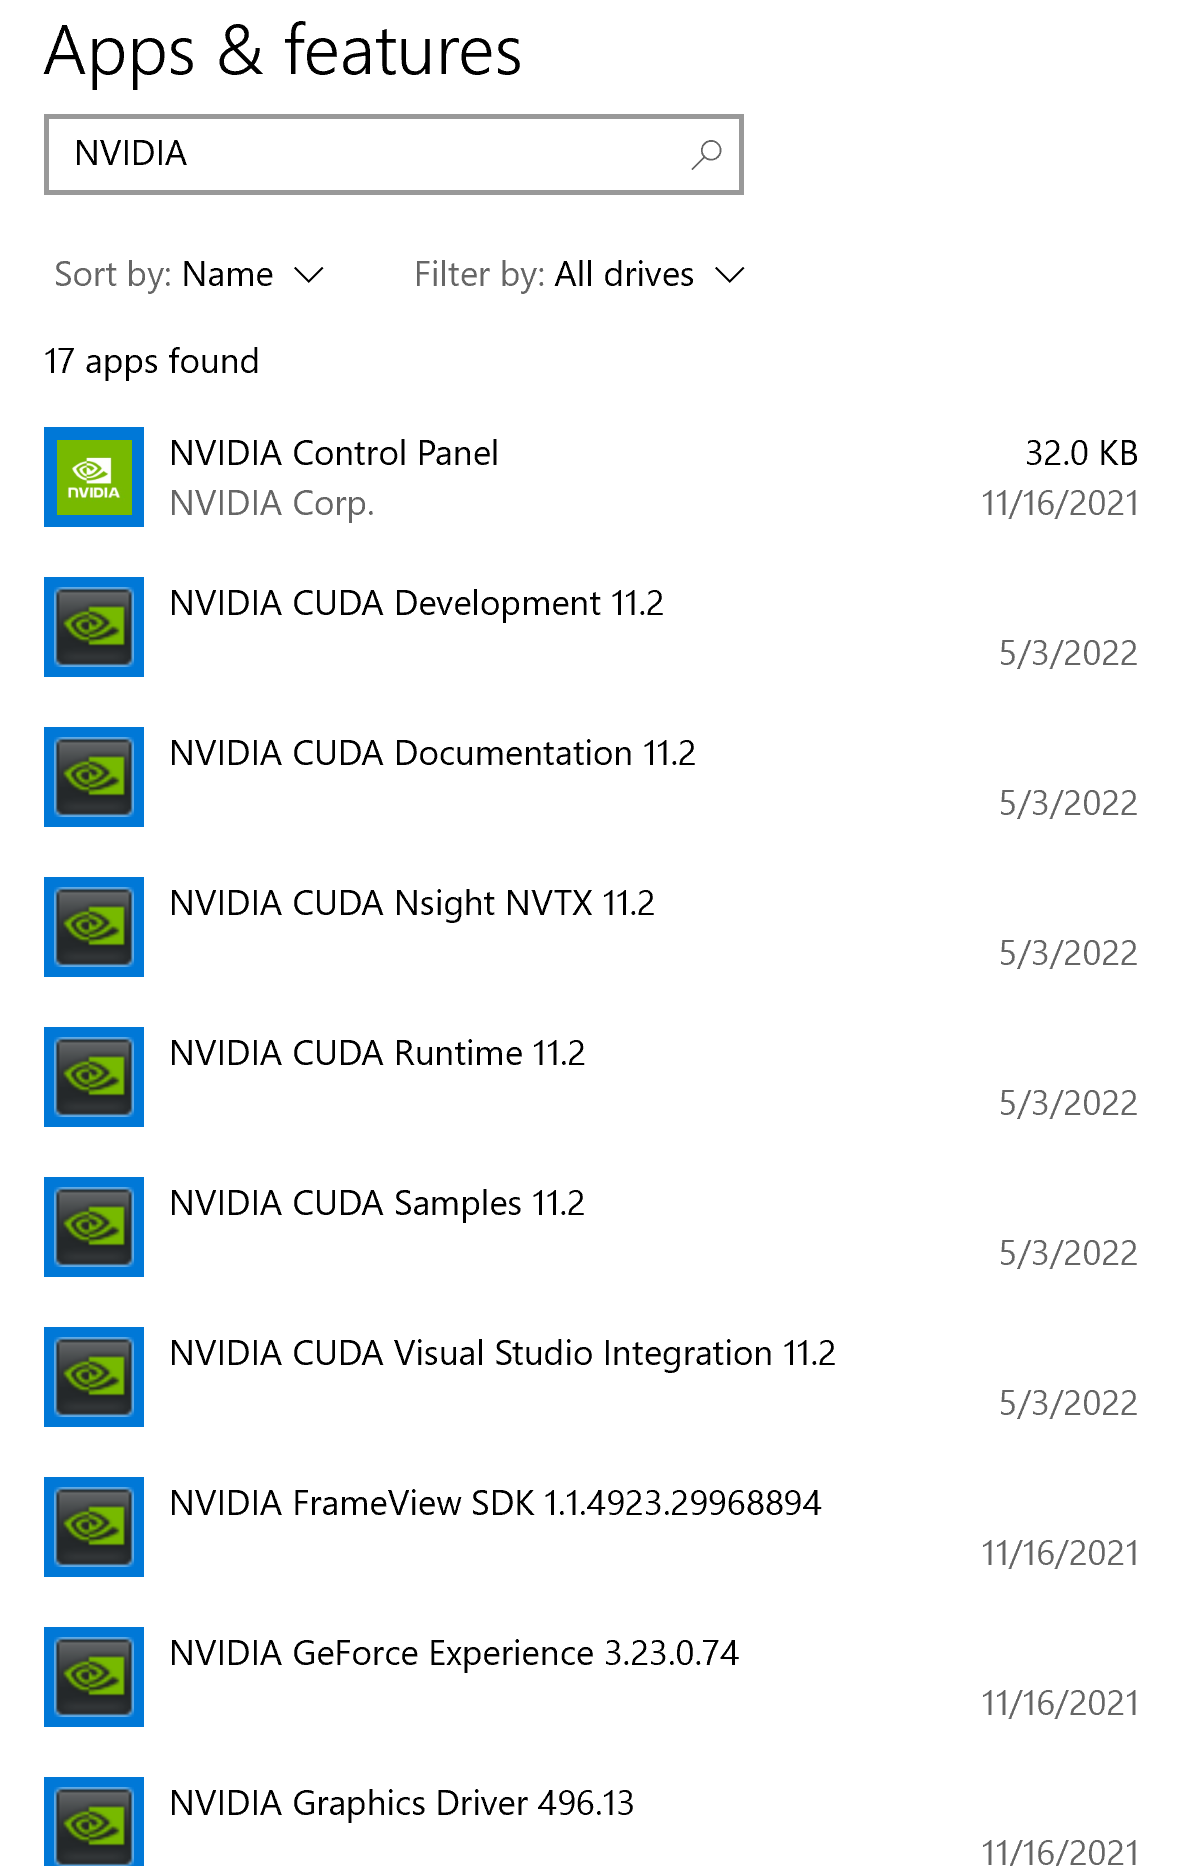 Apps & features
NVIDIA
Sort by: Name Filter by: All drives
17 apps found
NVIDIA Control Panel 32.0 KB
NVIDIA
NVIDIA Corp. 11/16/2021
NVIDIA CUDA Development 11.2
5/3/2022
NVIDIA CUDA Documentation 11.2
5/3/2022
NVIDIA CUDA Nsight NVTX 11.2
5/3/2022
NVIDIA CUDA Runtime 11.2
5/3/2022
NVIDIA CUDA Samples 11.2
5/3/2022
NVIDIA CUDA Visual Studio Integration 11.2
5/3/2022
NVIDIA FrameView SDK 1.1.4923.29968894
11/16/2021
NVIDIA GeForce Experience 3.23.0.74
11/16/2021
NVIDIA Graphics Driver 496.13
11/16/2021